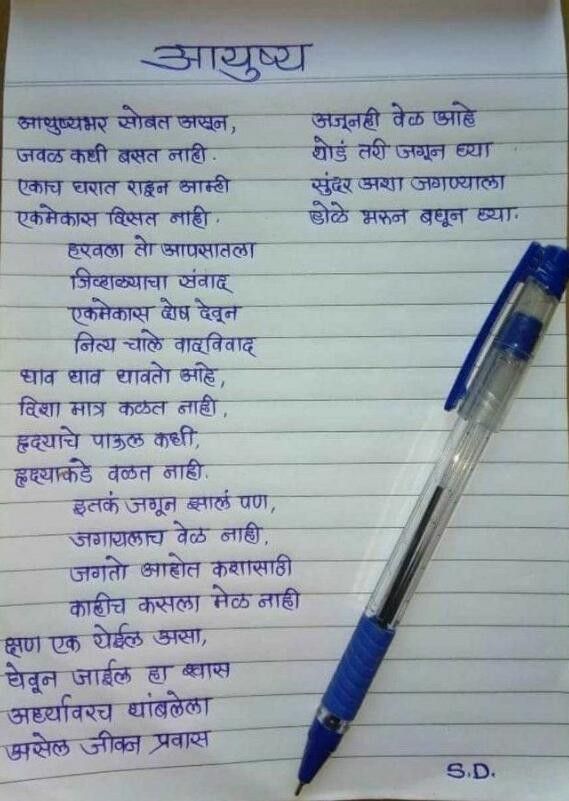 आयुष्य
आयुष्यभर सोबत असून,
जवळ कधी बसत नाही.
एकाच घरात राहून आम्ही
एकमेकास दिसत नाही.
हरवला तो आपसातला
जिव्हाळ्याचा संवाद
एकमेकास दोष देवून
नित्य चाले वादविवाद
धाव धाव धावतो आहे,
दिशा मात्र कळत नाही,
हृदयाचे पाऊल कधी,
हृदयाकडे वळत नाही.
इतकं जगून झालं पण,
जगायलाच वेळ नाही,
जगतो आहोत कशासाठी
काहीच कसला मेळ नाही
क्षण एक येईल असा,
घेवून जाईल हा श्वास
अर्ध्यावरच थांबलेला
असेल जीवन प्रवास
अजूनही वेळ आहे
थोडं तरी जगून घ्या
सुंदर अशा जगण्याला
डोळे भरून बघून घ्या.
S.D.